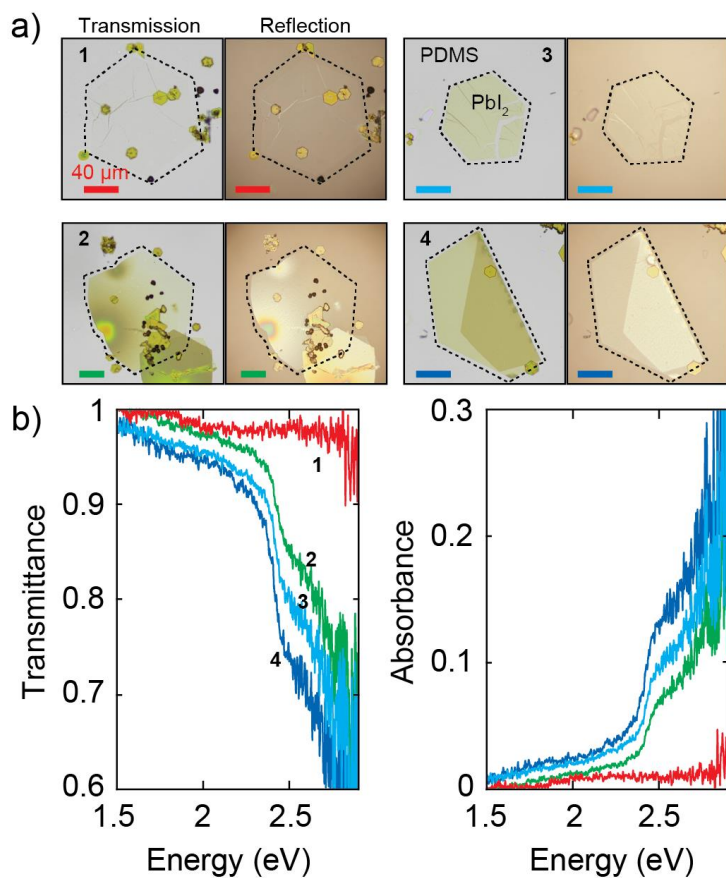 a)
Transmission Reflection
1
40 µm
PDMS 3
PbI2
2
4
b)
1
0.9
0.8
0.7
0.6
1.5 2 2.5
Energy (eV)
Transmittance
1
2
3
4
0.3
0.2
0.1
0
1.5 2 2.5
Energy (eV)
Absorbance